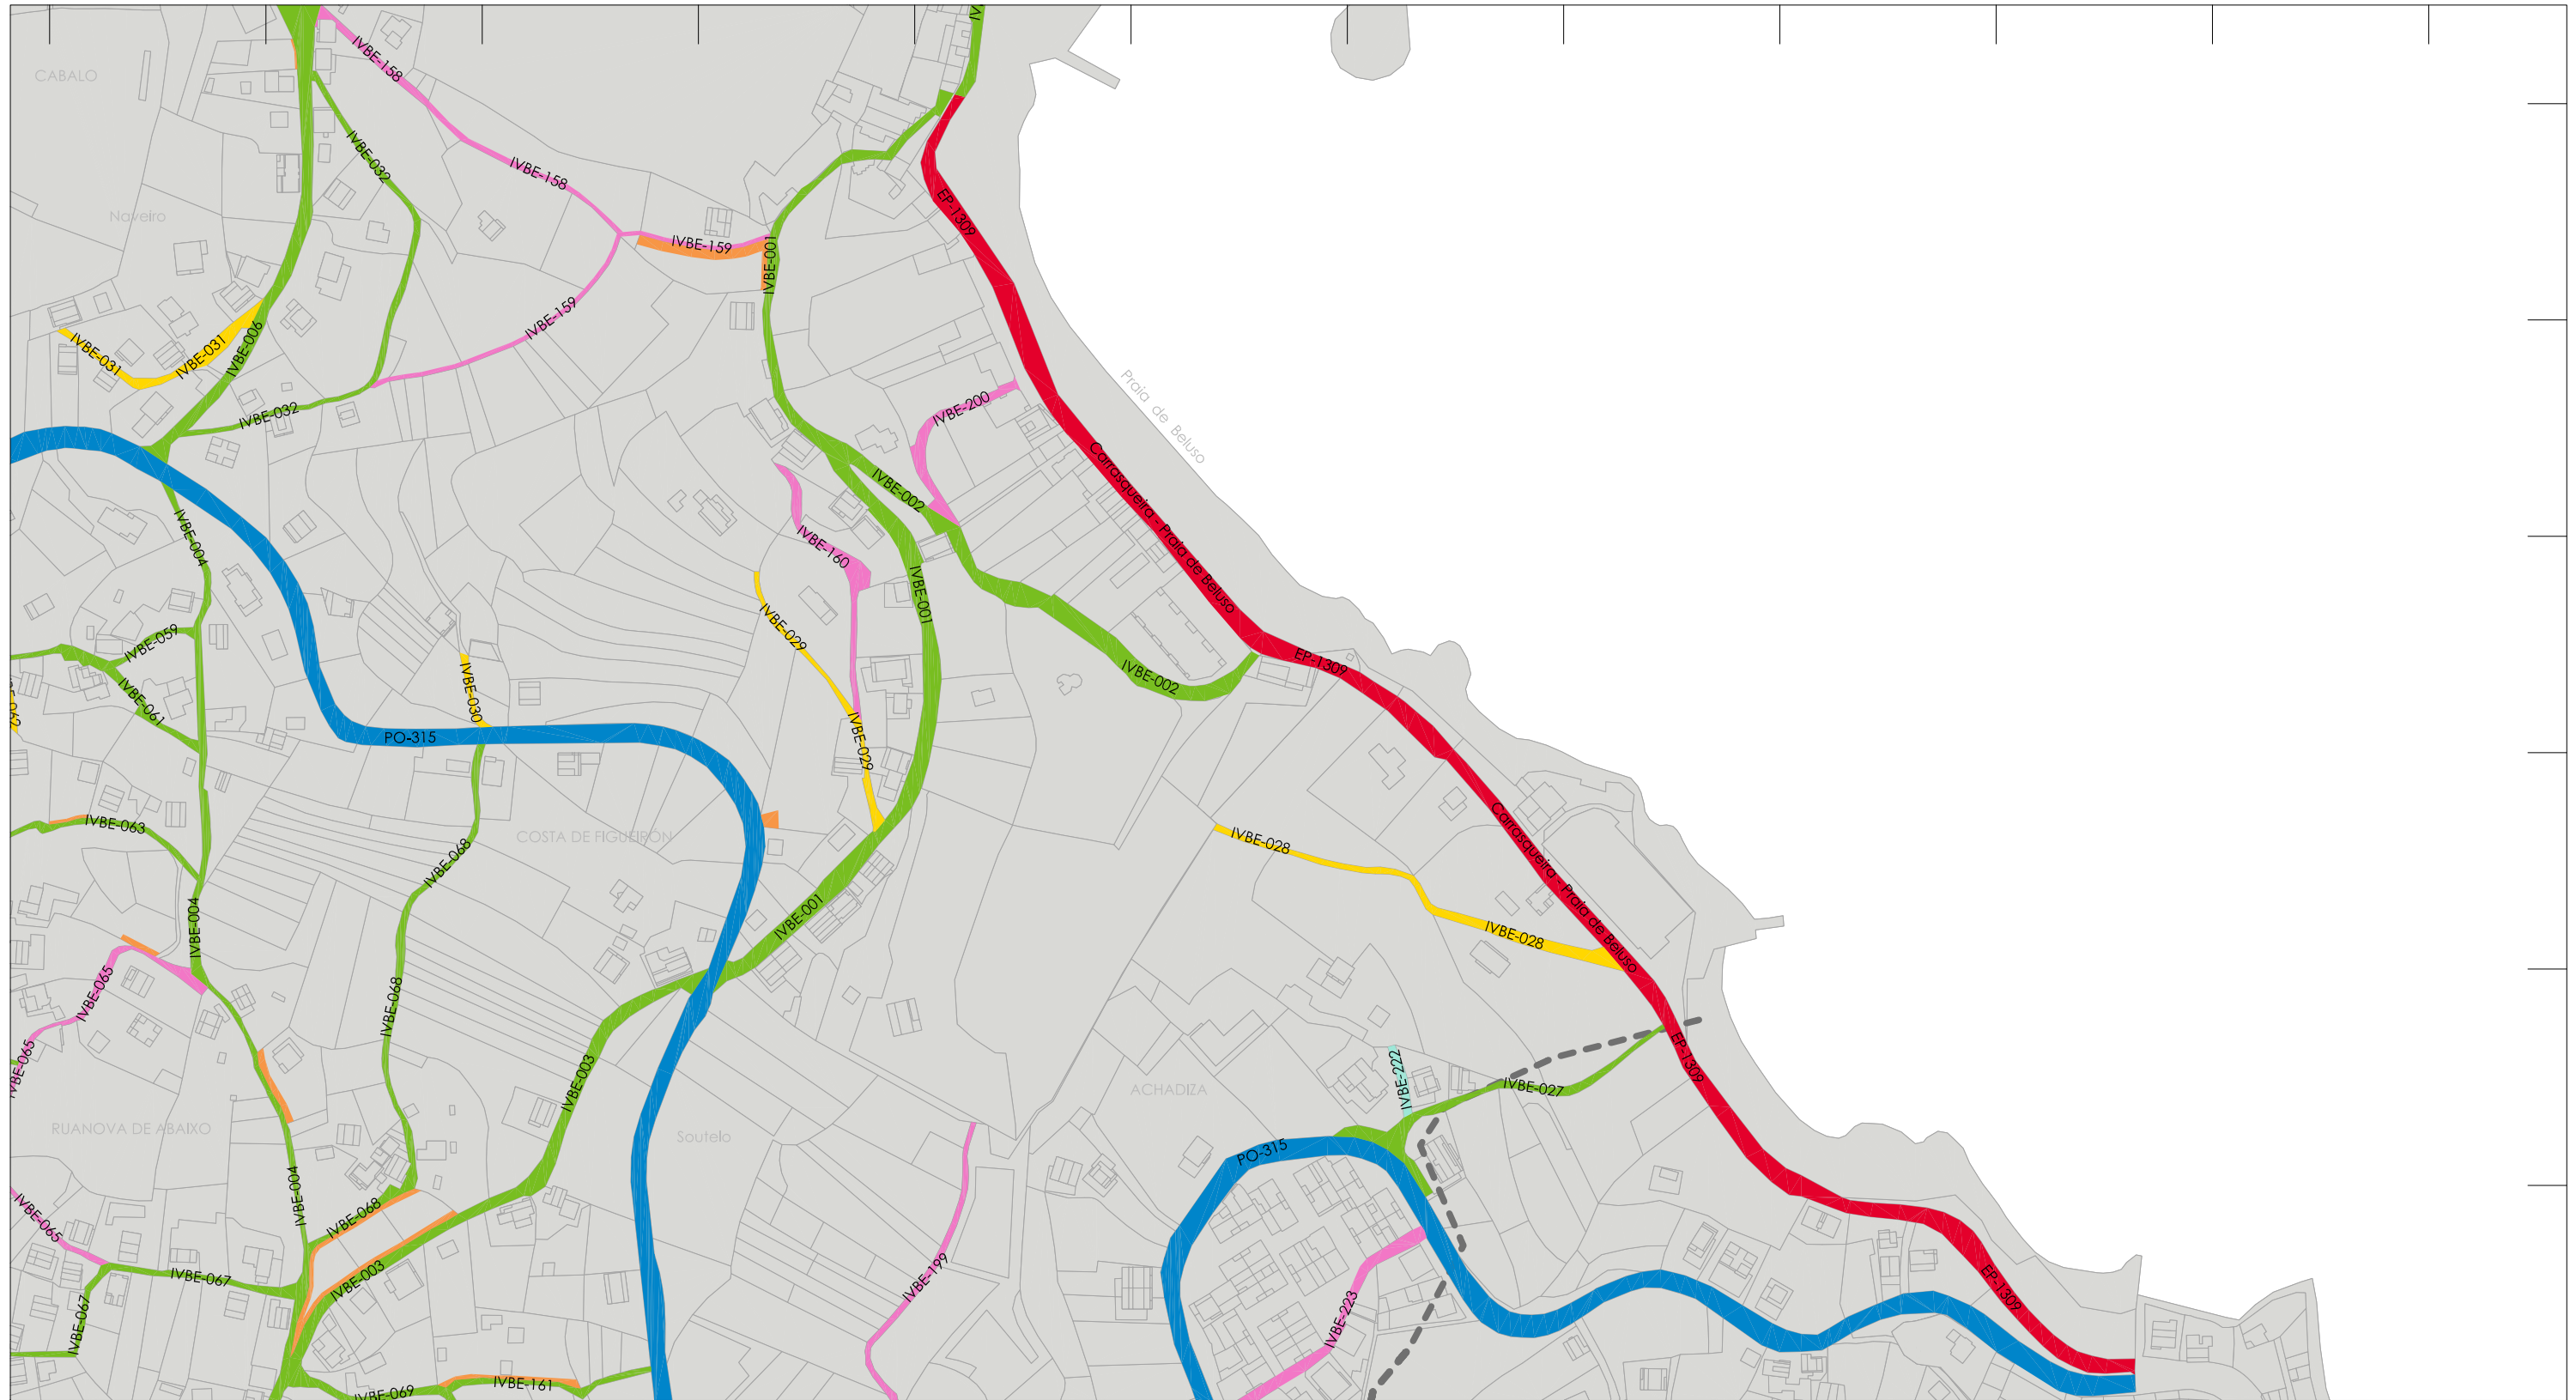 IV
IVBE-158
CABALO
IVBE-032
IVBE-158
Naveiro
EP-1309
IVBE-159
IVBE-001
IVBE-159
IVBE-031
IVBE-031
IVBE-006
IVBE-032
IVBE-200
Praia de Beluso
IVBE-002
Carrasqueira - Praia de Beluso
IVBE-004
IVBE-160
IVBE-001
IVBE-029
IVBE-059
IVBE-002
EP-1309
IVBE-061
IVBE-030
PO-315
IVBE-029
IVBE-063
COSTA DE FIGUEIRÓN
IVBE-028
IVBE-068
Carrasqueira - Praia de Beluso
IVBE-001
IVBE-004
IVBE-028
IVBE-065
IVBE-068
IVBE-065
IVBE-003
EP-1309
IVBE-222
ACHADIZA
IVBE-027
RUANOVA DE ABAIXO
Soutelo
PO-315
IVBE-004
IVBE-065
IVBE-068
IVBE-067
IVBE-003
IVBE-199
EP-1309
IVBE-067
IVBE-223
IVBE-161
IVBE-069